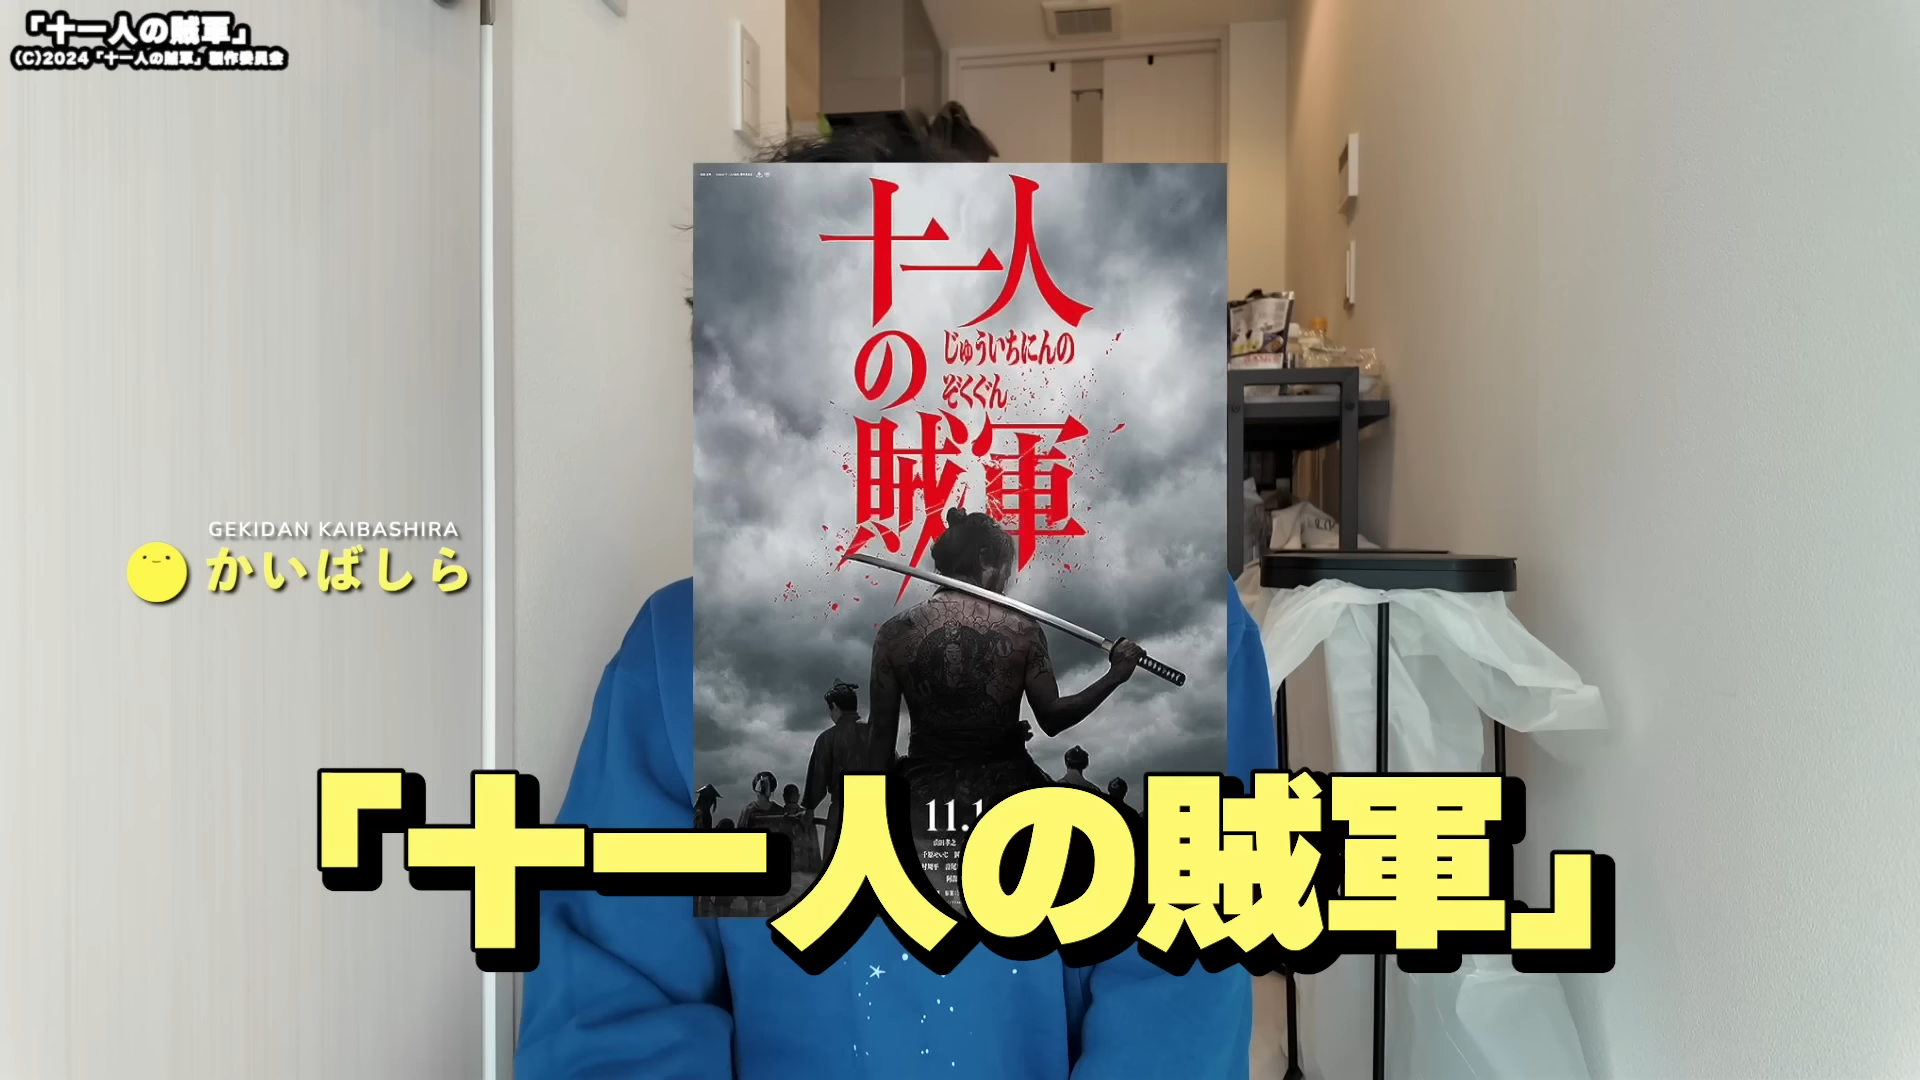 「十一人の賊軍」
(C)2024「十一人の賊軍」製作委員会
十一人
の
じゅういちにんの
ぞくぐん
賊軍
GEKIDAN KAIBASHIRA
かいばしら
11.1
「十一人の賊軍」